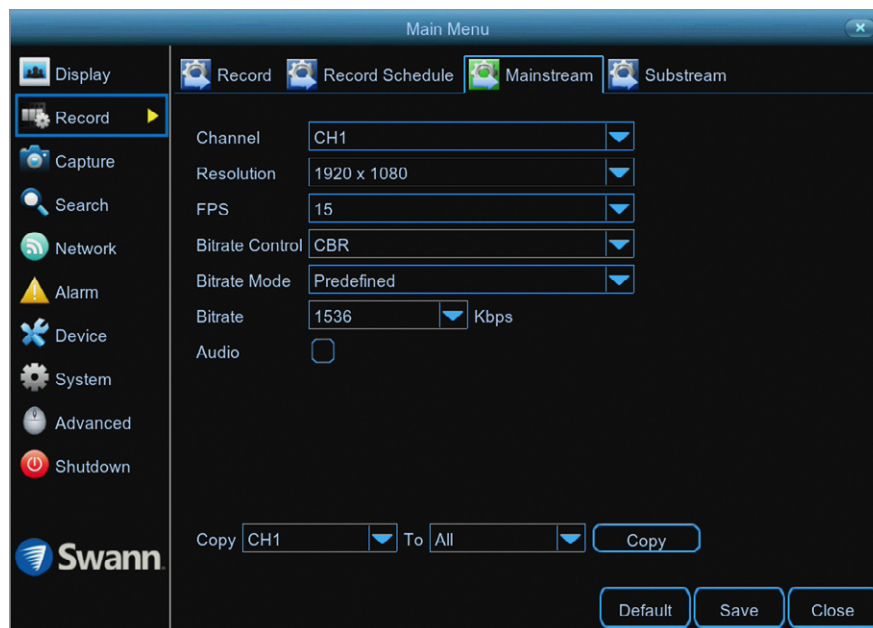 Main Menu
Display
Record
Capture
Search
Network
Alarm
Device
System
Advanced
Shutdown
Swann
Record Record Schedule Mainstream Substream
Channel CH1
Resolution 1920 x 1080
FPS 15
Bitrate Control CBR
Bitrate Mode Predefined
Bitrate 1536 Kbps
Audio
Copy CH1 To All Copy
Default Save Close